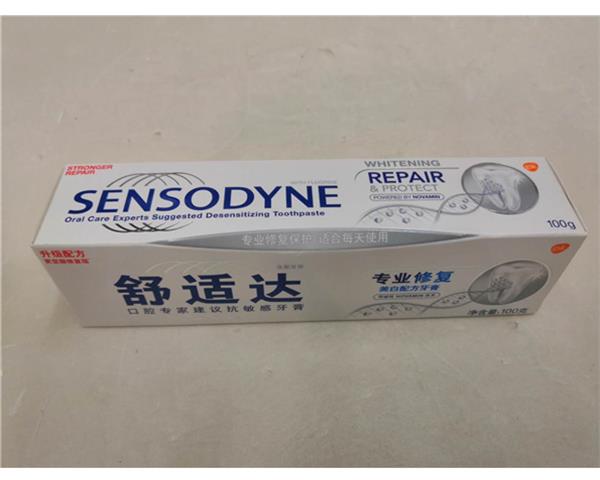 STRONGER
REPAIR
WITH FLUORIDE
SENSODYNE
Oral Care Experts Suggested Desensitizing Toothpaste
WHITENING
REPAIR
& PROTECT
POWERED BY NOVAMIN
100g
专业修复保护 适合每天使用
升级配方
舒适达
口腔专家建议抗敏感牙膏
专业修复
美白配方牙膏
净含量:100克